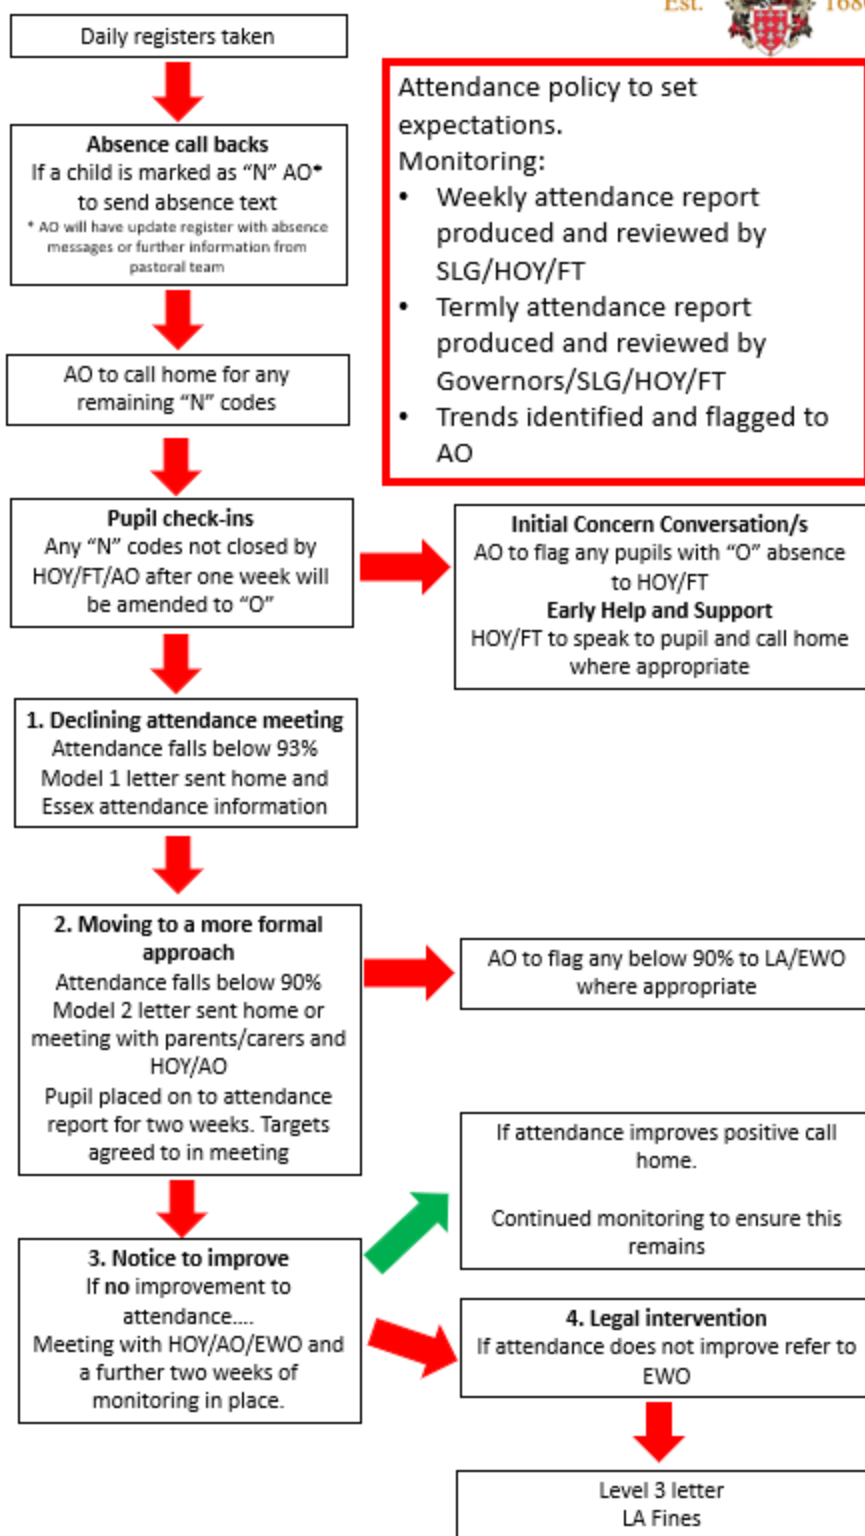 Est.
1680
Daily registers taken
Attendance policy to set
expectations.
Monitoring:
• Weekly attendance report
produced and reviewed by
SLG/HOY/FT
• Termly attendance report
produced and reviewed by
Governors/SLG/HOY/FT
• Trends identified and flagged to
AO
Absence call backs
If a child is marked as “N” AO*
to send absence text
* AO will have update register with absence
messages or further information from
pastoral team
AO to call home for any
remaining “N” codes
Pupil check-ins
Any “N” codes not closed by
HOY/FT/AO after one week will
be amended to “O”
Initial Concern Conversation/s
AO to flag any pupils with “O” absence
to HOY/FT
Early Help and Support
HOY/FT to speak to pupil and call home
where appropriate
1. Declining attendance meeting
Attendance falls below 93%
Model 1 letter sent home and
Essex attendance information
2. Moving to a more formal
approach
Attendance falls below 90%
Model 2 letter sent home or
meeting with parents/carers and
HOY/AO
Pupil placed on to attendance
report for two weeks. Targets
agreed to in meeting
AO to flag any below 90% to LA/EWO
where appropriate
If attendance improves positive call
home.
Continued monitoring to ensure this
remains
3. Notice to improve
If no improvement to
attendance....
Meeting with HOY/AO/EWO and
a further two weeks of
monitoring in place.
4. Legal intervention
If attendance does not improve refer to
EWO
Level 3 letter
LA Fines